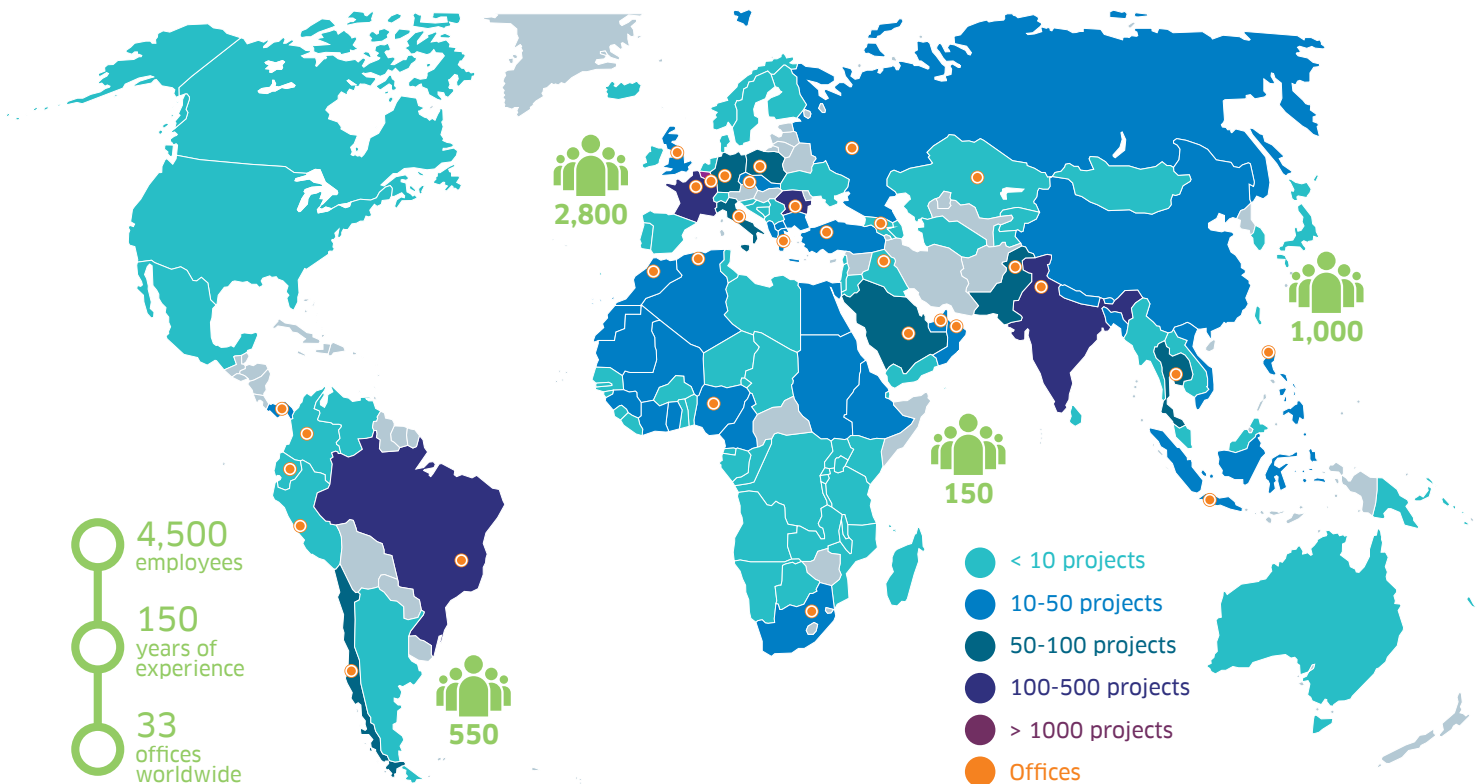 2,800
1,000
150
4,500
employees
150
years of
experience
33
offices
worldwide
550
< 10 projects
10-50 projects
50-100 projects
100-500 projects
> 1000 projects
Offices